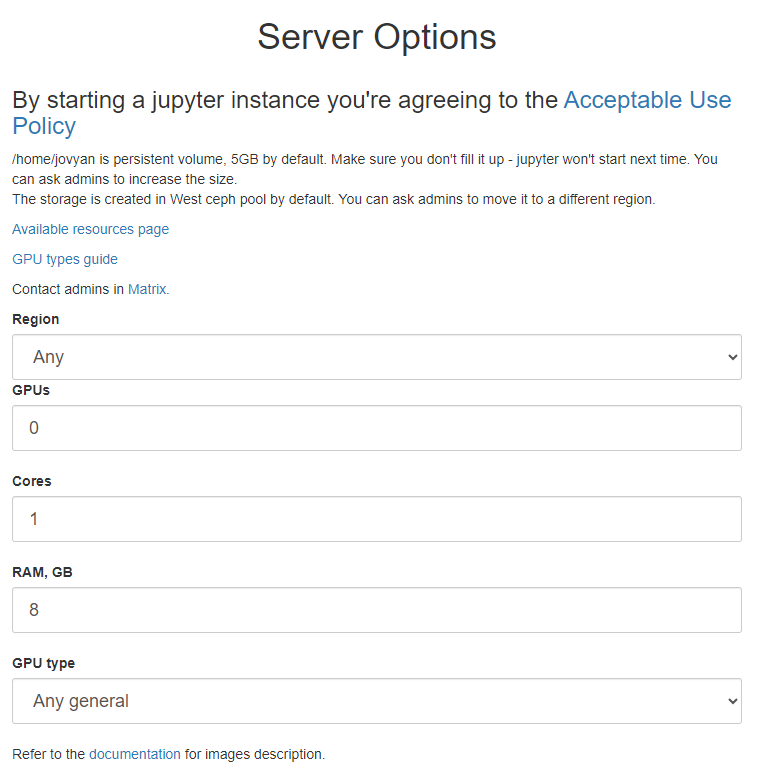 Server Options
By starting a jupyter instance you're agreeing to the Acceptable Use
Policy
/home/jovyan is persistent volume, 5GB by default. Make sure you don't fill it up - jupyter won't start next time. You
can ask admins to increase the size.
The storage is created in West ceph pool by default. You can ask admins to move it to a different region.
Available resources page
GPU types guide
Contact admins in Matrix.
Region
Any
GPUs
0
Cores
1
RAM, GB
8
GPU type
Any general
Refer to the documentation for images description.